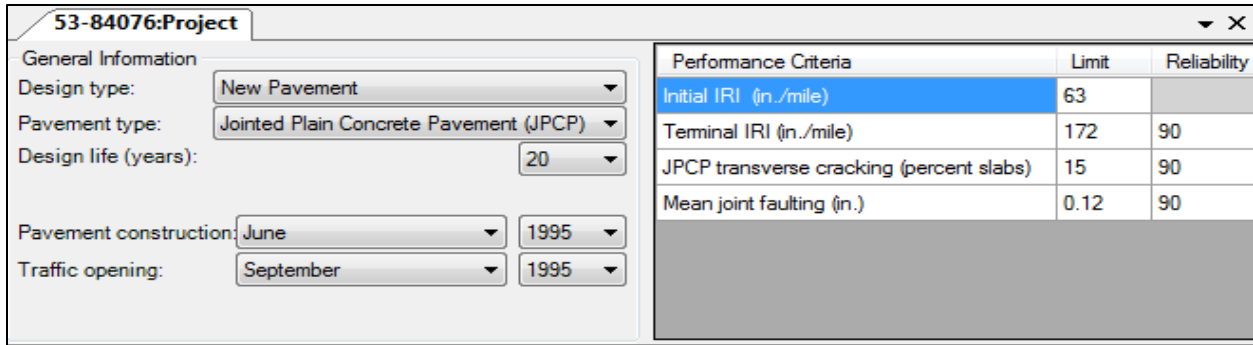 53-84076:Project
General Information
Design type: New Pavement
Pavement type: Jointed Plain Concrete Pavement (JPCP)
Design life (years): 20
Pavement construction: June 1995
Traffic opening: September 1995
Performance Criteria Limit Reliability
Initial IRI (in./mile) 63
Terminal IRI (in./mile) 172 90
JPCP transverse cracking (percent slabs) 15 90
Mean joint faulting (in.) 0.12 90